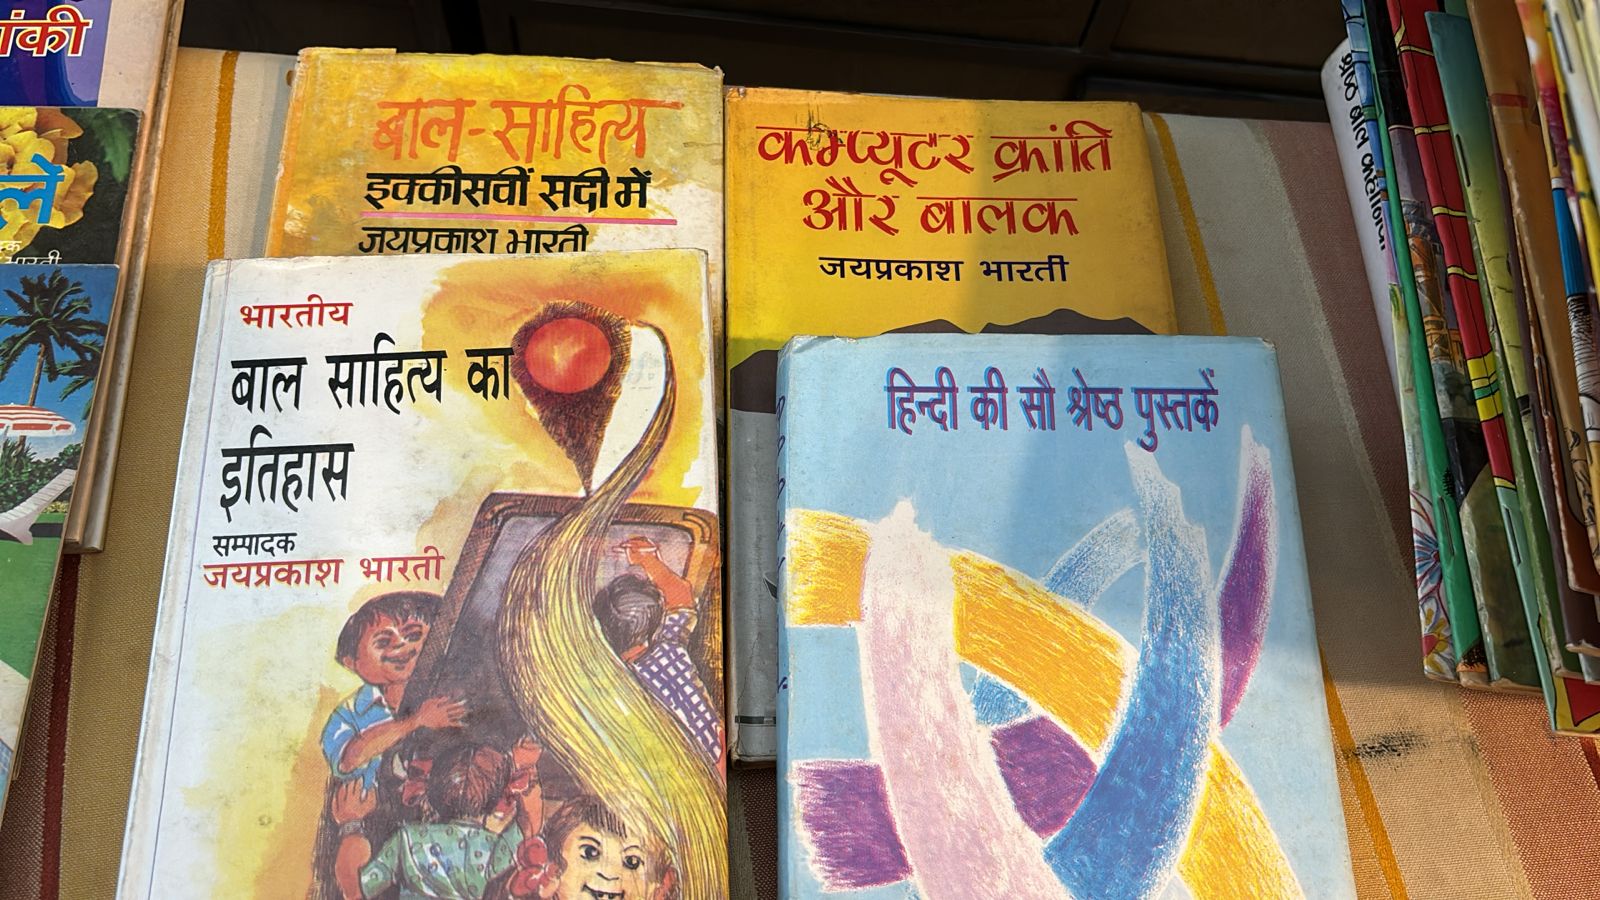 बाल-साहित्य
इक्कीसवीं सदी में
जयप्रकाश भारती
कम्प्यूटर क्रांति
और बालक
जयप्रकाश भारती
भारतीय
बाल साहित्य का
इतिहास
सम्पादक
जयप्रकाश भारती
हिन्दी की सौ श्रेष्ठ पुस्तकें
श्रेष्ठ बाल कहानियां